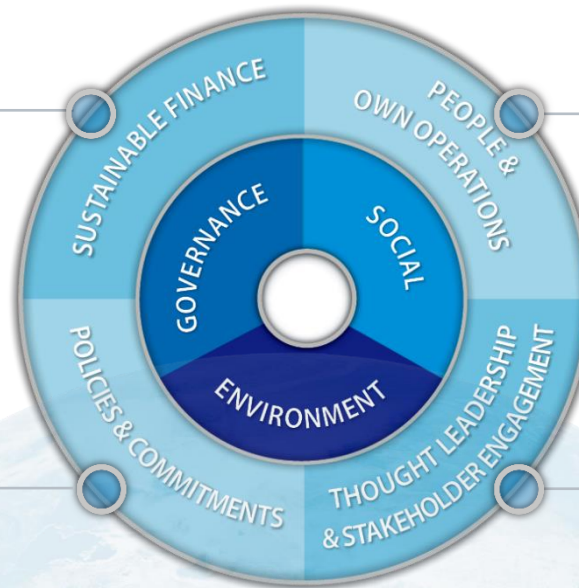 SUSTAINABLE FINANCE
PEOPLE &
OWN OPERATIONS
GOVERNANCE
SOCIAL
ENVIRONMENT
POLICIES & COMMITMENTS
THOUGHT LEADERSHIP
& STAKEHOLDER ENGAGEMENT